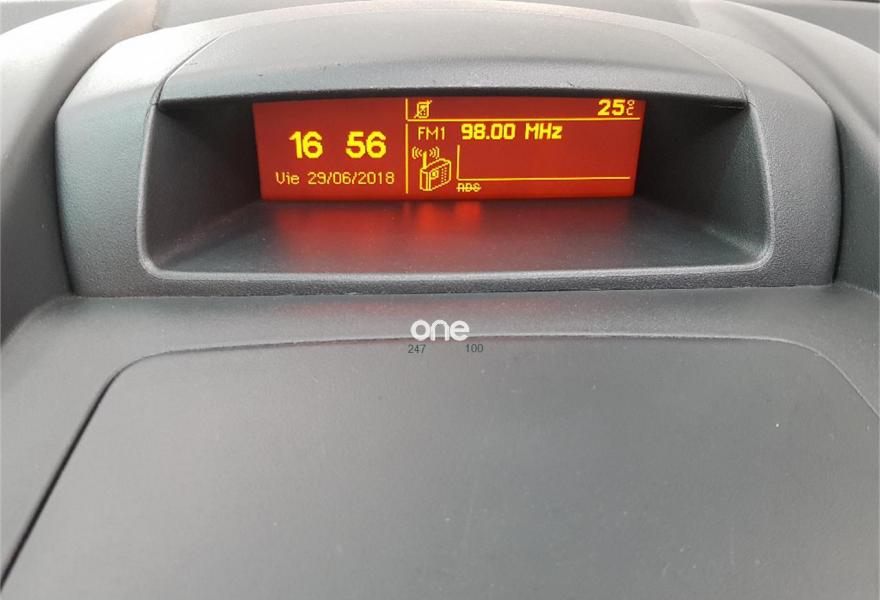 25°C
16 56
FM1 98.00 MHz
Vie 29/06/2018
RDS
one
247 100